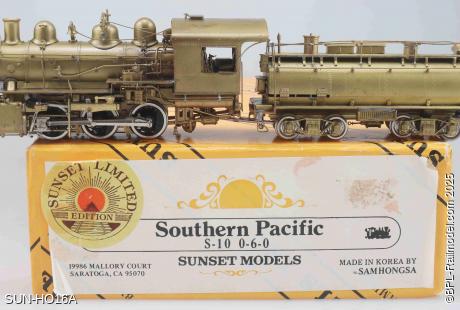 SUNSET LIMITED
EDITION
Southern Pacific
S-10 0-6-0
SUNSET MODELS
19986 MALLORY COURT
SARATOGA, CA 95070
MADE IN KOREA BY
SAMHONGSA
SUN-HO16A
©BPL-Railmodel.com 2025